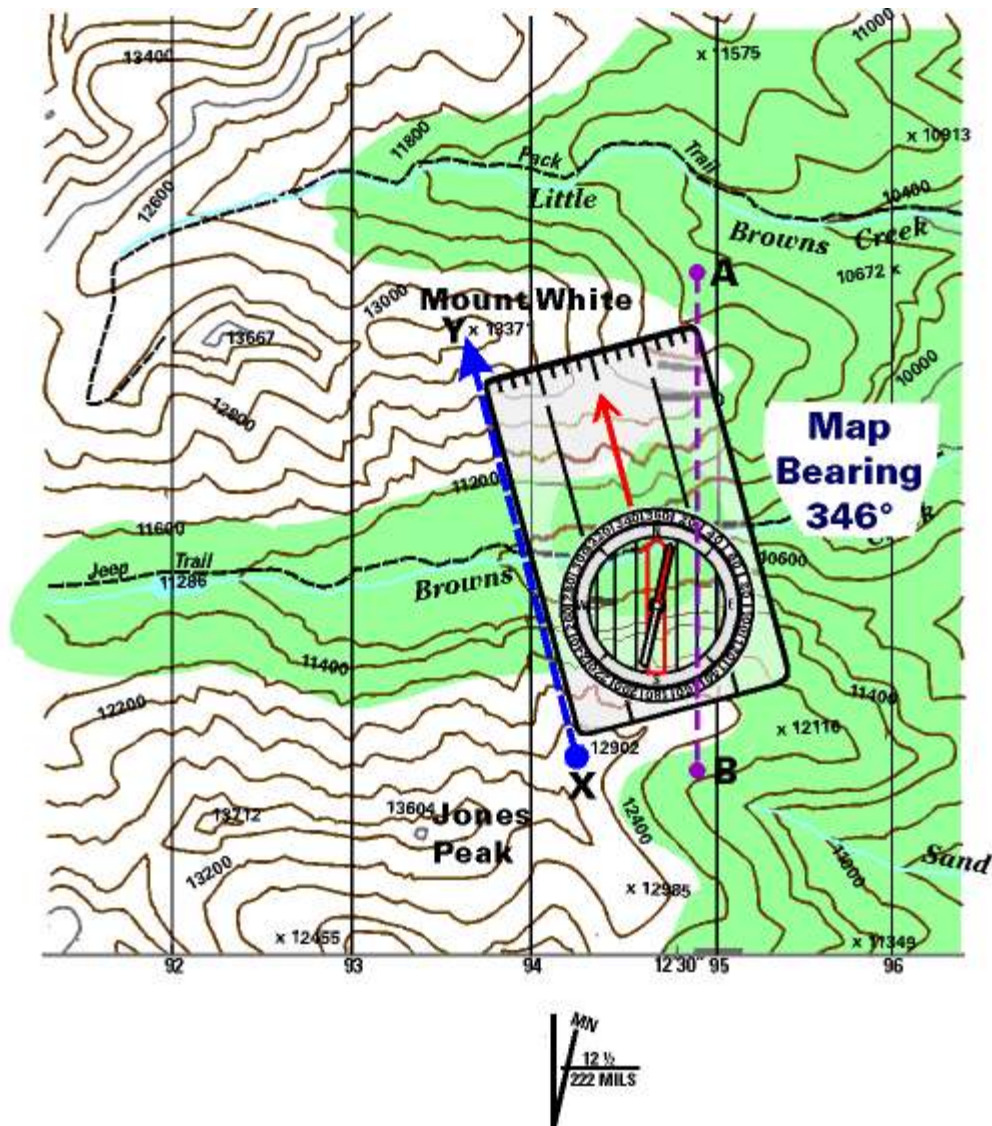 11000
13400
x 11575
11800
x 10913
Pack
Trail
Little
12600
10400
Browns Creek
10672 x
13000
Mount White
Y x 13371
A
13667
10000
12800
Map
Bearing
346°
11200
11600
Jeep Trail
11286
Browns
10600
W
E
S
11400
11400
12200
x 12116
12902
X
B
13604
13712
Jones
Peak
12400
Sand
13200
x 12985
x 12455
x 11349
92
93
94
12'30"
95
96
MN
12 ½
222 MILS